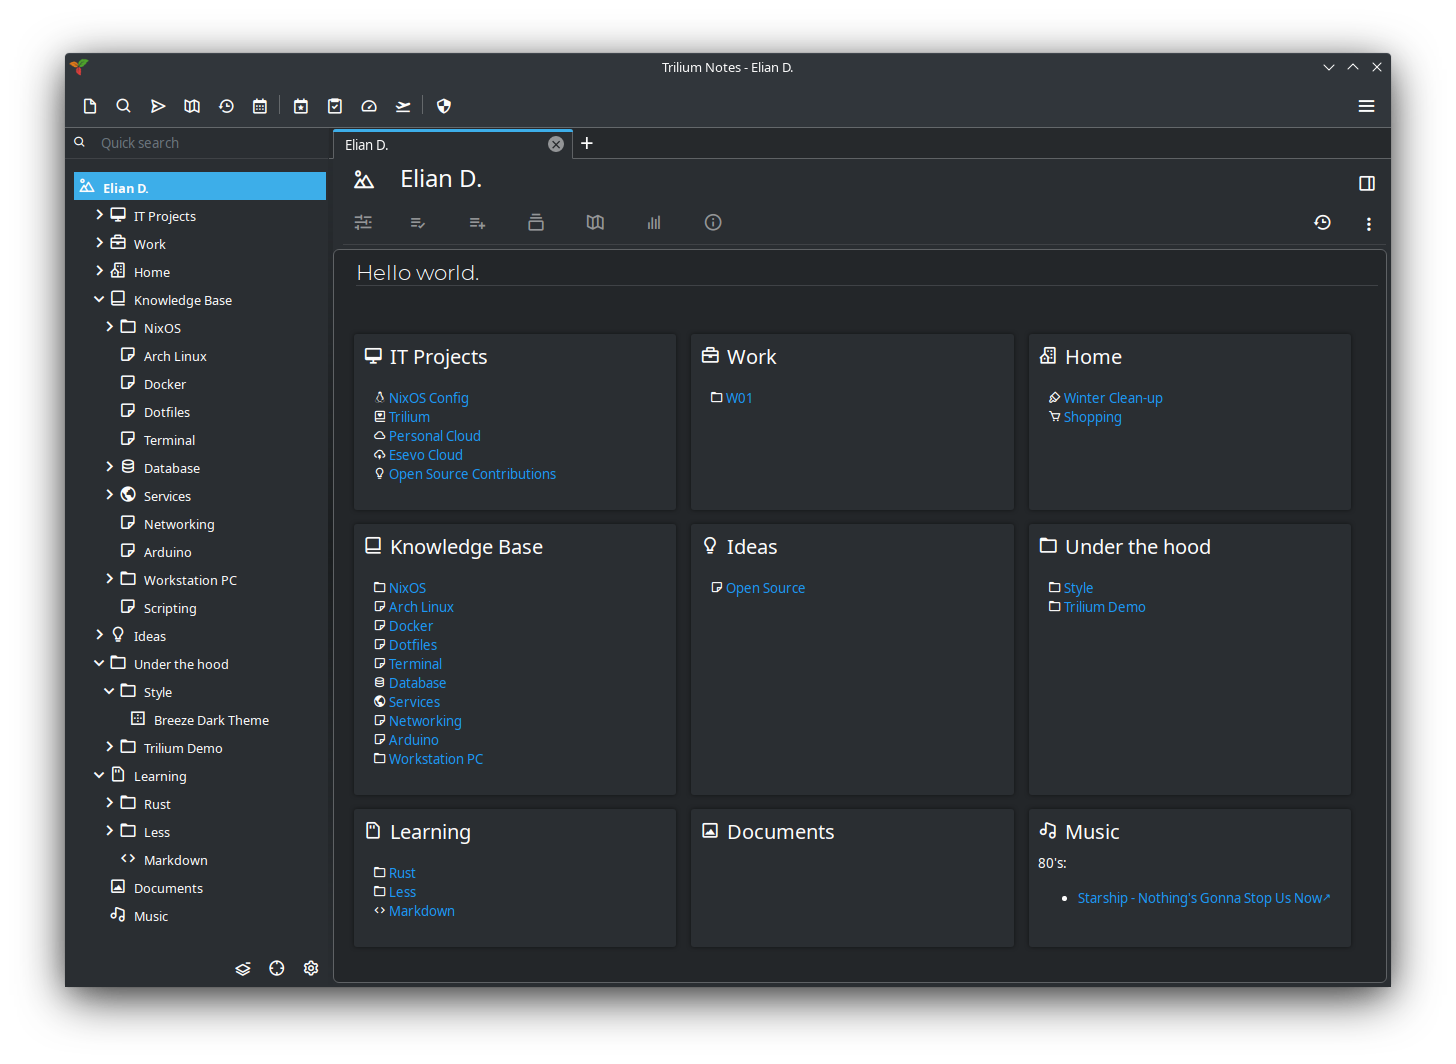 Trilium Notes - Elian D.
Quick search
Elian D.
IT Projects
Work
Home
Knowledge Base
NixOS
Arch Linux
Docker
Dotfiles
Terminal
Database
Services
Networking
Arduino
Workstation PC
Scripting
Ideas
Under the hood
Style
Breeze Dark Theme
Trilium Demo
Learning
Rust
Less
Markdown
Documents
Music
Elian D.
Elian D.
Hello world.
IT Projects
NixOS Config
Trilium
Personal Cloud
Esevo Cloud
Open Source Contributions
Work
W01
Home
Winter Clean-up
Shopping
Knowledge Base
NixOS
Arch Linux
Docker
Dotfiles
Terminal
Database
Services
Networking
Arduino
Workstation PC
Ideas
Open Source
Under the hood
Style
Trilium Demo
Learning
Rust
Less
Markdown
Documents
Music
80's:
Starship - Nothing's Gonna Stop Us Now